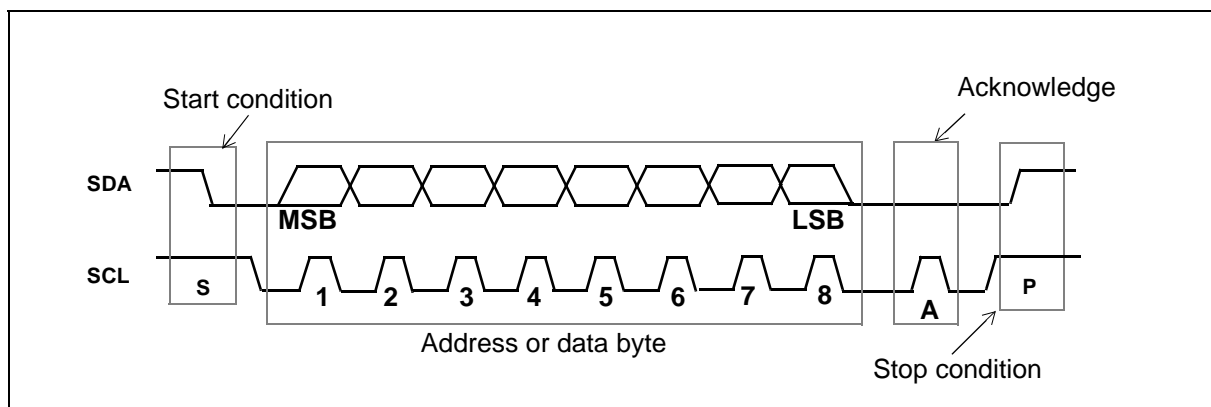 Start condition
Acknowledge
SDA
MSB
LSB
SCL
S
1 2 3 4 5 6 7 8
A
P
Address or data byte
Stop condition